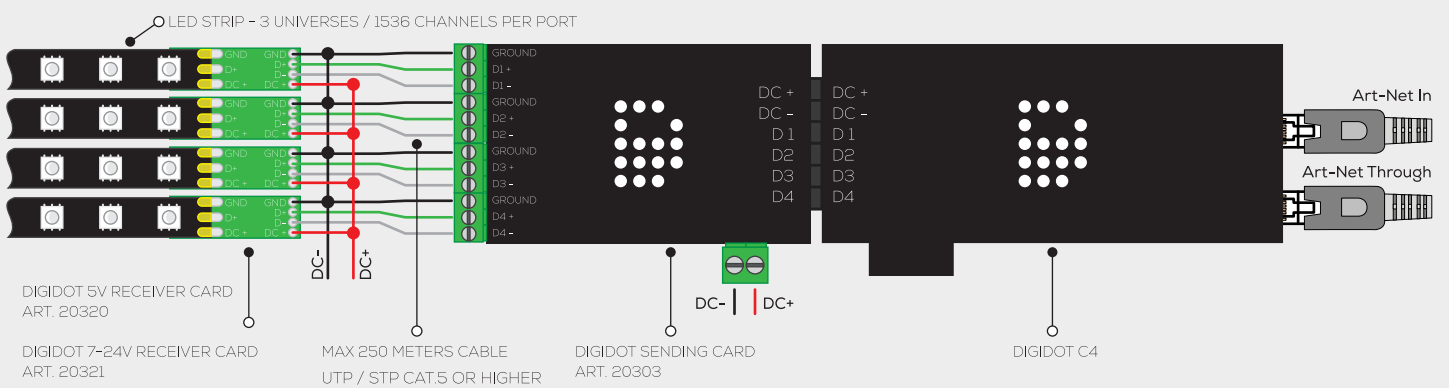 LED STRIP - 3 UNIVERSES / 1536 CHANNELS PER PORT
GND GND
D+ D+
D-
DC + DC +
GND GND
D+ D+
D-
DC + DC +
GND GND
D+ D+
D-
DC + DC +
GND GND
D+ D+
D-
DC + DC +
DC-
DC+
GROUND
D1 +
D1 -
GROUND
D2 +
D2 -
GROUND
D3 +
D3 -
GROUND
D4 +
D4 -
DC + DC +
DC - DC -
D1 D1
D2 D2
D3 D3
D4 D4
Art-Net In
Art-Net Through
DC- DC+
DIGIDOT 5V RECEIVER CARD
ART. 20320
DIGIDOT 7-24V RECEIVER CARD
ART. 20321
MAX 250 METERS CABLE
UTP / STP CAT.5 OR HIGHER
DIGIDOT SENDING CARD
ART. 20303
DIGIDOT C4